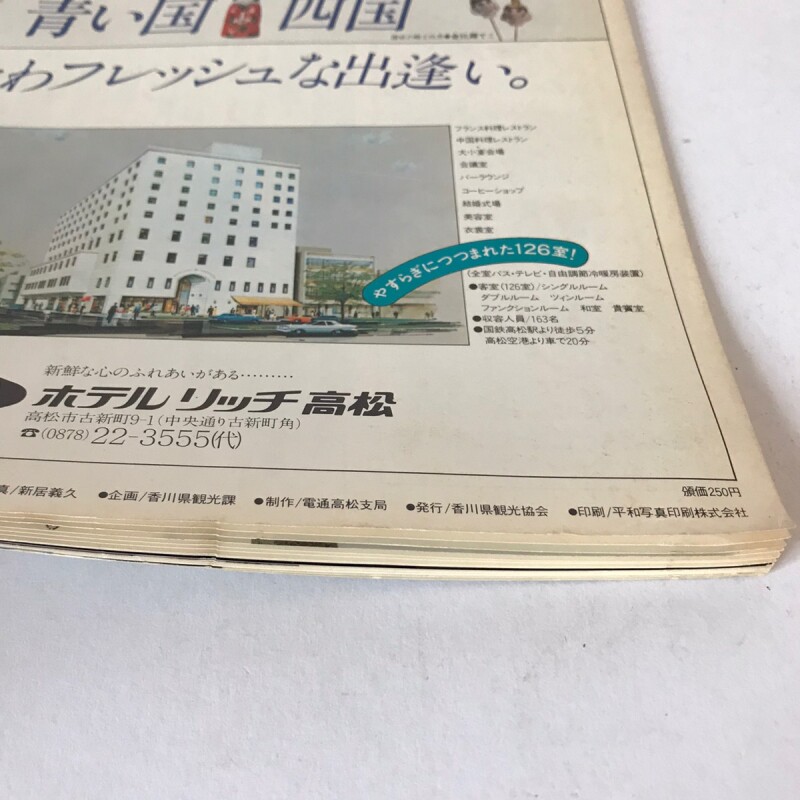 青い国 四国
わフレッシュな出逢い。
フランス料理レストラン
中国料理レストラン
大小宴会場
会議室
バーラウンジ
コーヒーショップ
結婚式場
美容室
衣裳室
やすらぎにつつまれた126室!
(全室バス・テレビ・自由調節冷暖房装置)
●客室(126室)/シングルルーム
ダブルルーム ツインルーム
ファンクションルーム 和室 貴賓室
●収容人員/163名
●国鉄高松駅より徒歩5分
高松空港より車で20分
新鮮な心のふれあいがある………
ホテル リッチ 高松
高松市古新町9-1(中央通り古新町角)
☎(0878)22-3555(代)
頒価250円
真/新居義久 ●企画/香川県観光課 ●制作/電通高松支局 ●発行/香川県観光協会 ●印刷/平和写真印刷株式会社